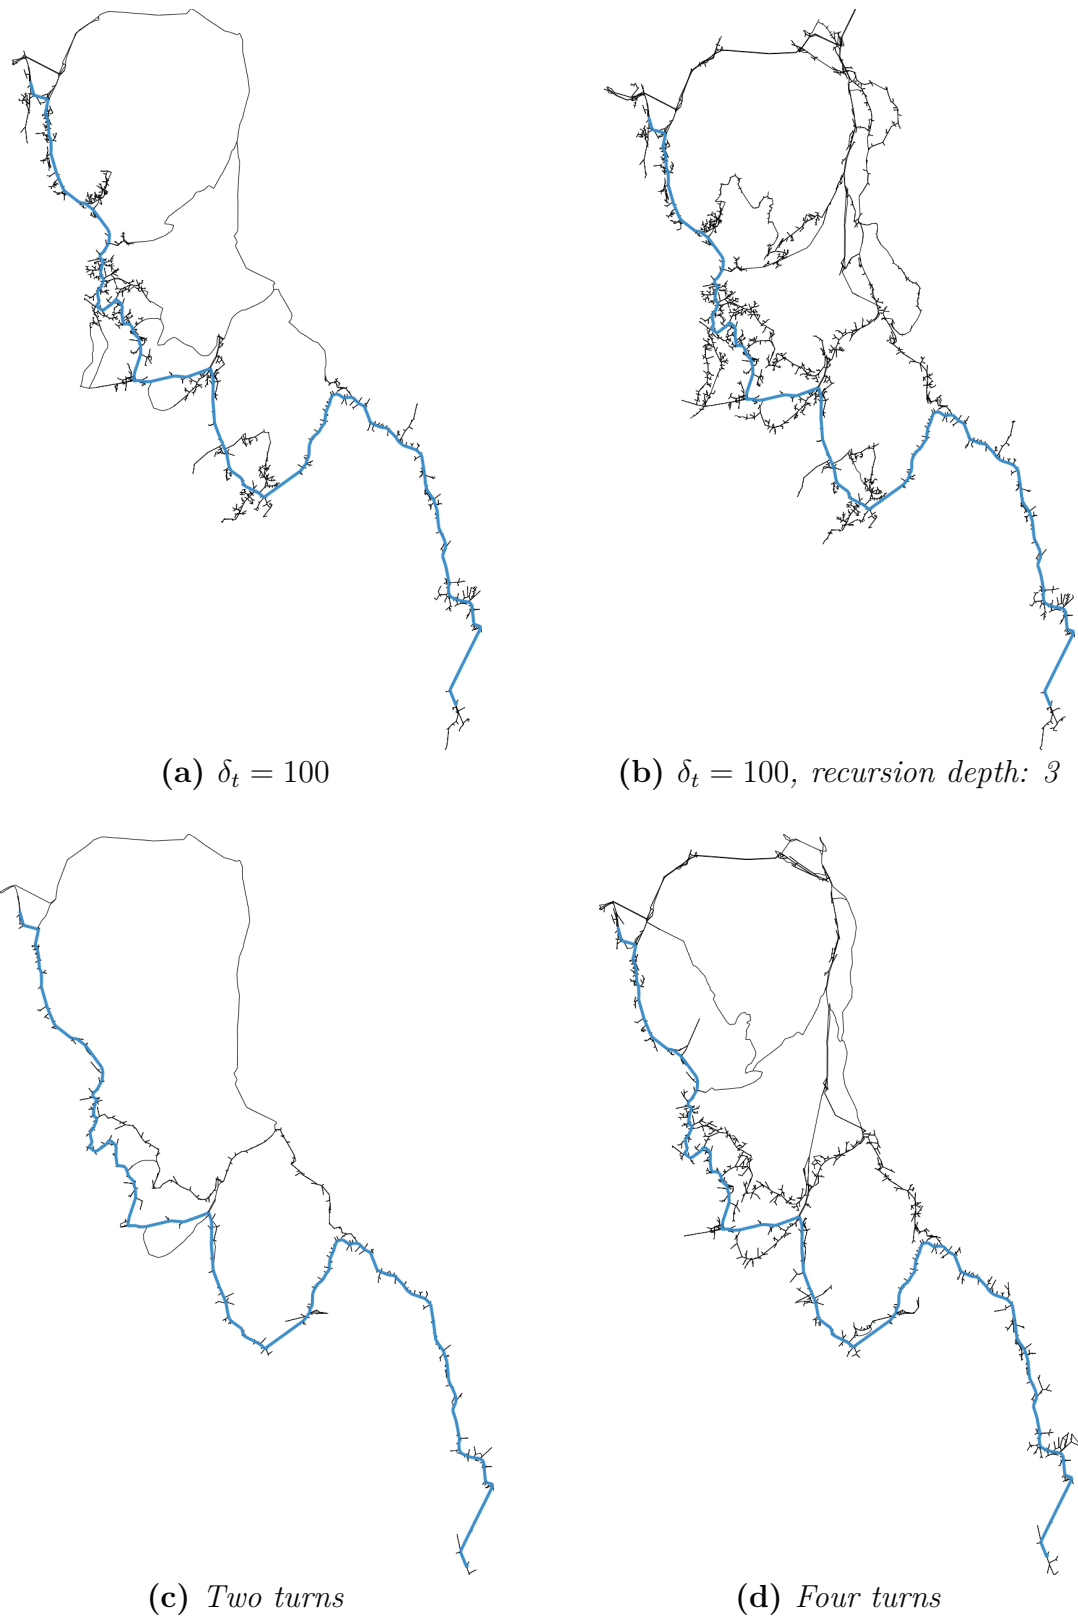 (a) δₜ = 100
(b) δₜ = 100, recursion depth: 3
(c) Two turns
(d) Four turns